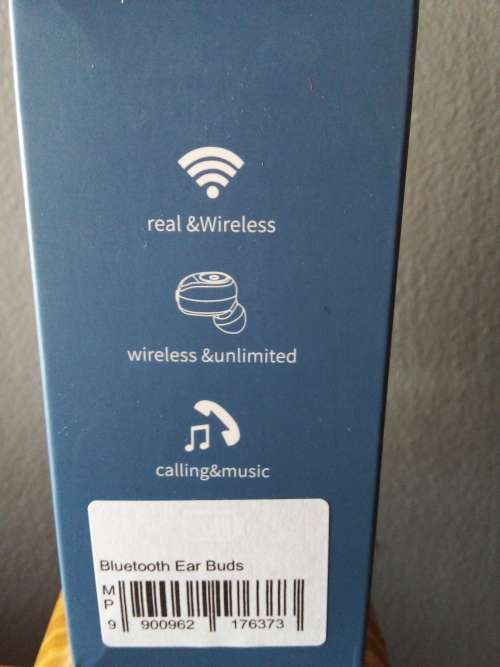 real &Wireless
wireless &unlimited
calling&music
Bluetooth Ear Buds
M
P
9 900962 176373